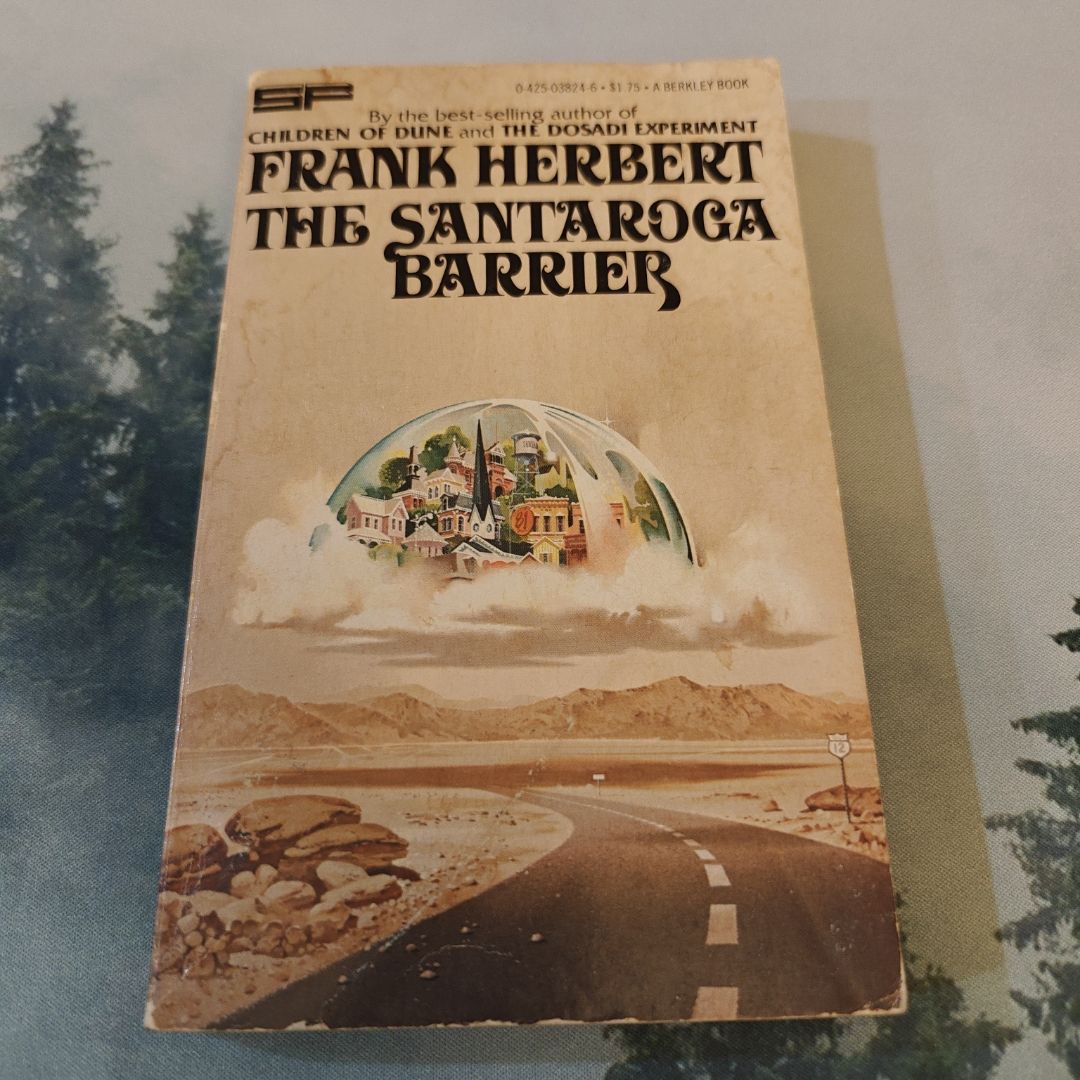 SF
0-425-03824-6 • $1.75 • A BERKLEY BOOK
By the best-selling author of
CHILDREN OF DUNE and THE DOSADI EXPERIMENT
FRANK HERBERT
THE SANTAROGA
BARRIER
12